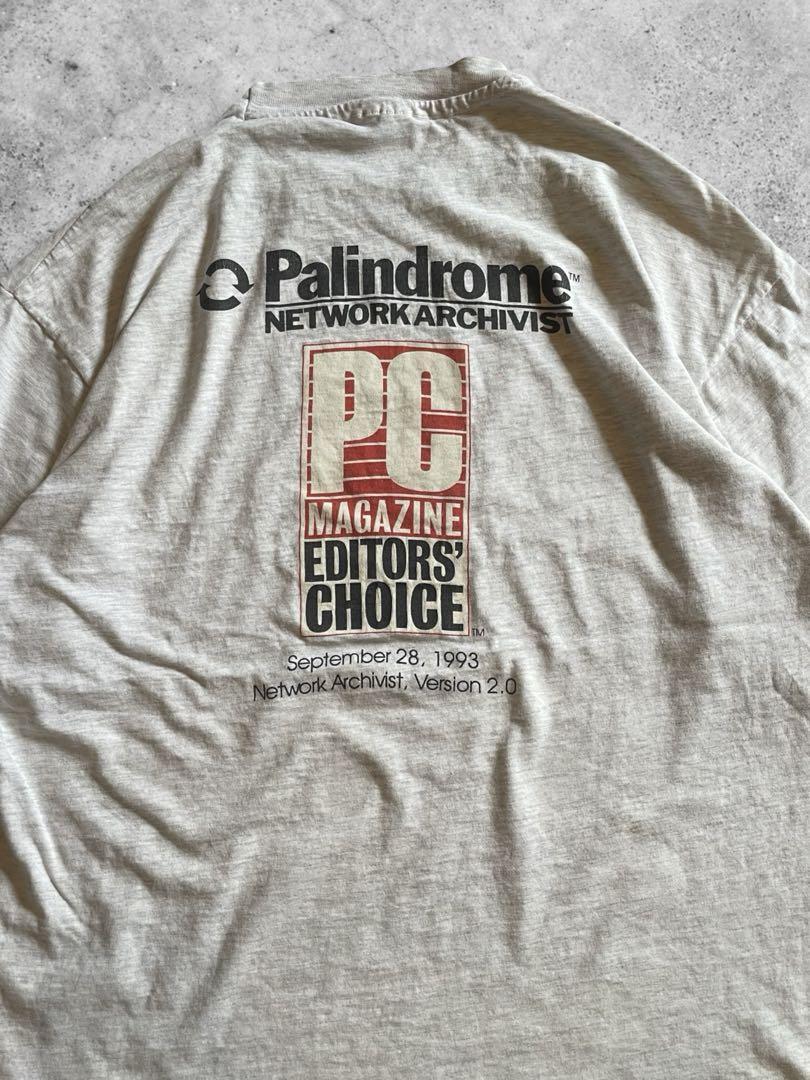 Palindrome™
NETWORK ARCHIVIST
PC
MAGAZINE
EDITORS'
CHOICE™
September 28, 1993
Network Archivist, Version 2.0